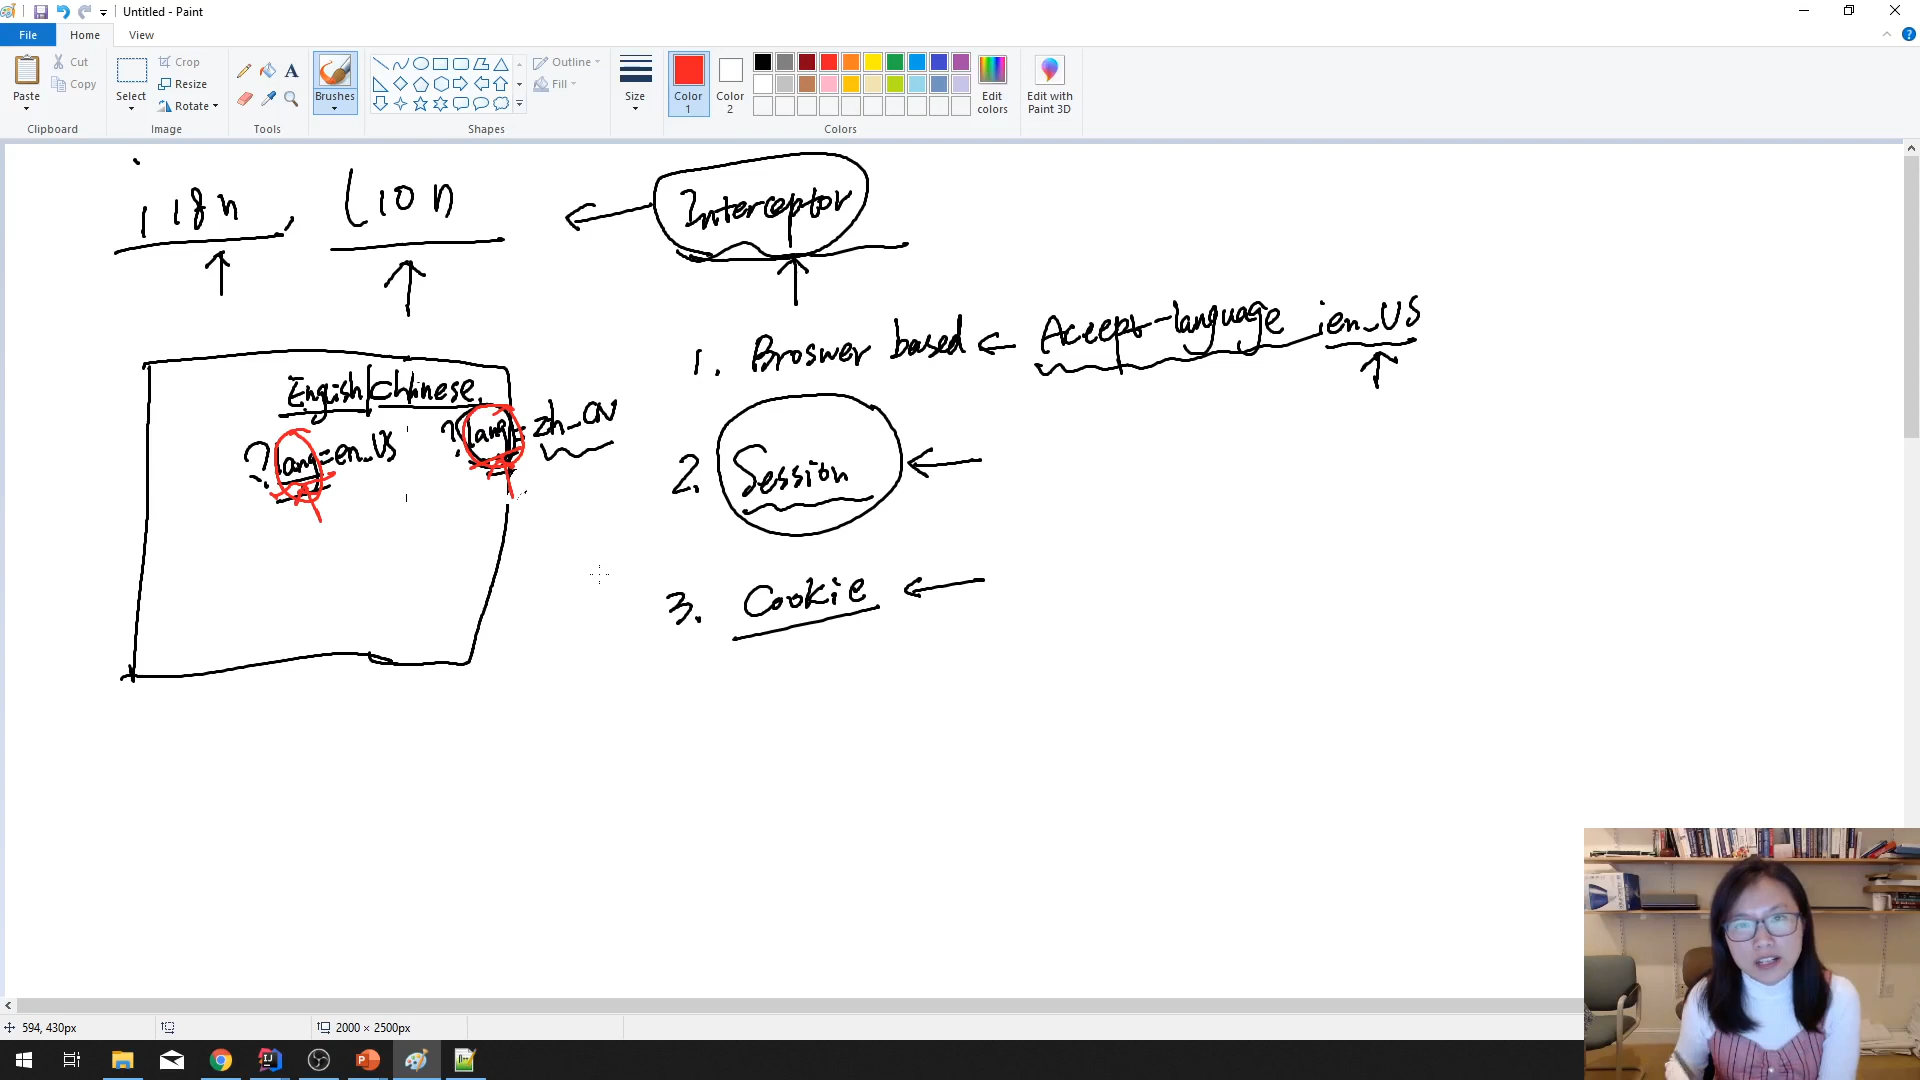 Untitled - Paint
File Home View
Paste Cut Copy Clipboard
Select Crop Resize Rotate Image
Tools
Brushes
Outline Fill Shapes
Size
Color 1 Color 2 Edit colors Colors
Edit with Paint 3D
i18n, L10n ← Interceptor
1. Broswer based ← Accept-language :en_US
Engish|Chinese.
?lang=en_US ?lang=zh_CN
2. Session ←
3. Cookie ←
594, 430px 2000 × 2500px